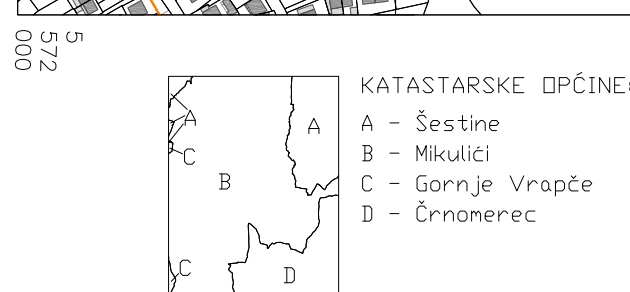 5
572
000
KATASTARSKE OPĆINE:
A - Šestine
B - Mikulići
C - Gornje Vrapče
D - Črnomerec
A
A
C
B
C
D